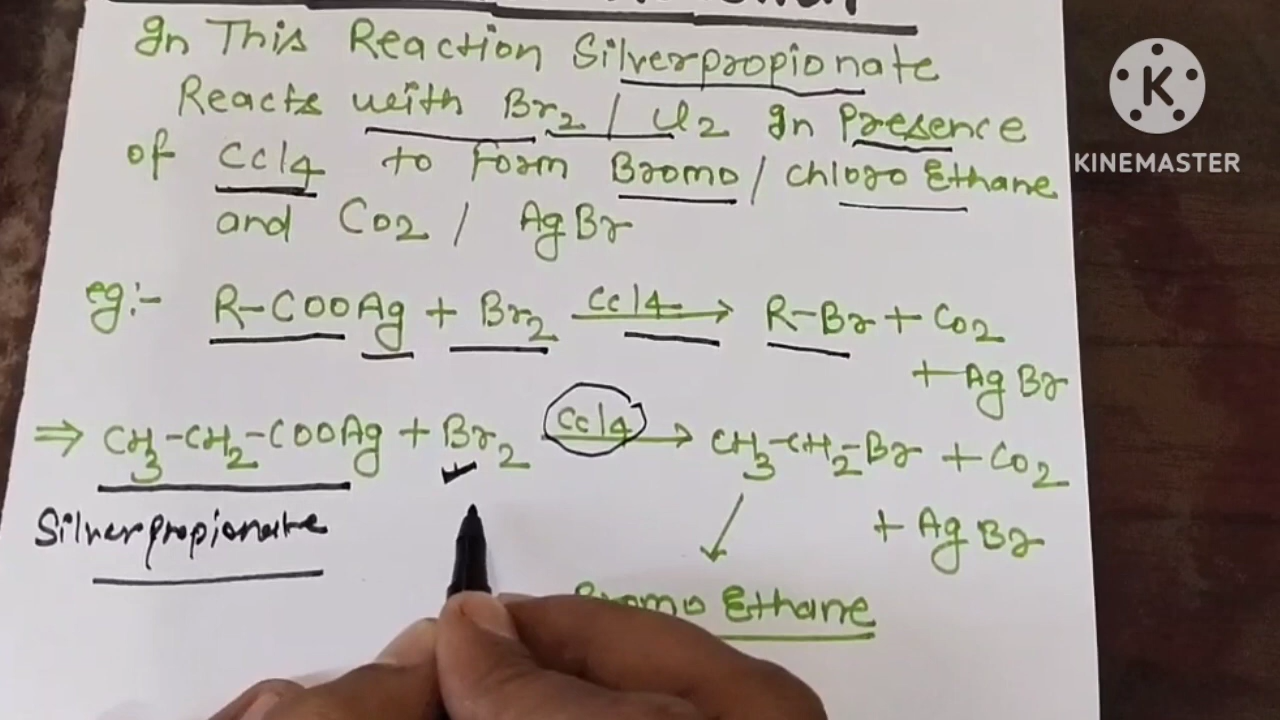 In This Reaction Silverpropionate
Reacts with Br2 / Cl2 In Presence
of CCl4 to Form Bromo / Chloro Ethane
and CO2 / AgBr
eg:- R-COOAg + Br2 CCl4 → R-Br + CO2
+ AgBr
⇒ CH3-CH2-COOAg + Br2 CCl4 → CH3-CH2-Br + CO2
+ AgBr
Silverpropionate
Bromo Ethane
K
KINEMASTER